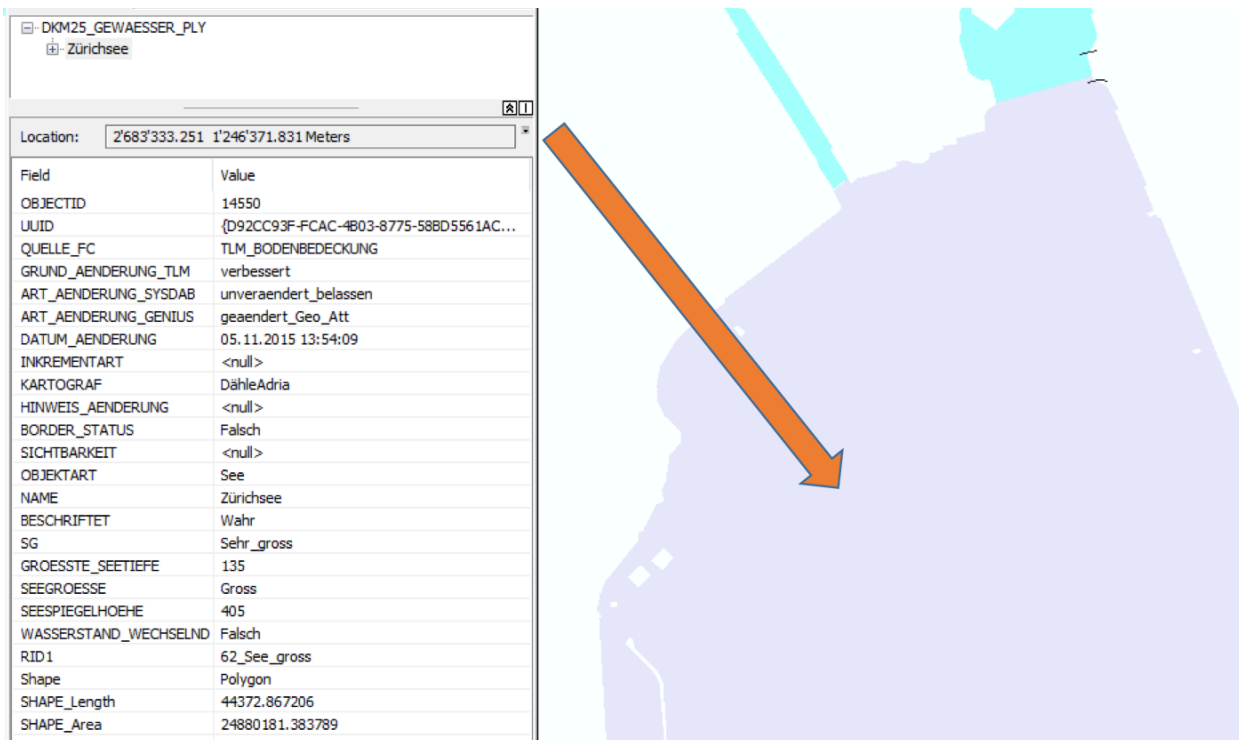 DKM25_GEWAESSER_PLY
Zürichsee
Location: 2'683'333.251 1'246'371.831 Meters
Field Value
OBJECTID 14550
UUID {D92CC93F-FCAC-4B03-8775-58BD5561AC...
QUELLE_FC TLM_BODENBEDECKUNG
GRUND_AENDERUNG_TLM verbessert
ART_AENDERUNG_SYSDAB unveraendert_belassen
ART_AENDERUNG_GENIUS geaendert_Geo_Att
DATUM_AENDERUNG 05.11.2015 13:54:09
INKREMENTART <null>
KARTOGRAF DähleAdria
HINWEIS_AENDERUNG <null>
BORDER_STATUS Falsch
SICHTBARKEIT <null>
OBJEKTART See
NAME Zürichsee
BESCHRIFTET Wahr
SG Sehr_gross
GROESSTE_SEETIEFE 135
SEEGROESSE Gross
SEESPIEGELHOEHE 405
WASSERSTAND_WECHSELND Falsch
RID1 62_See_gross
Shape Polygon
SHAPE_Length 44372.867206
SHAPE_Area 24880181.383789